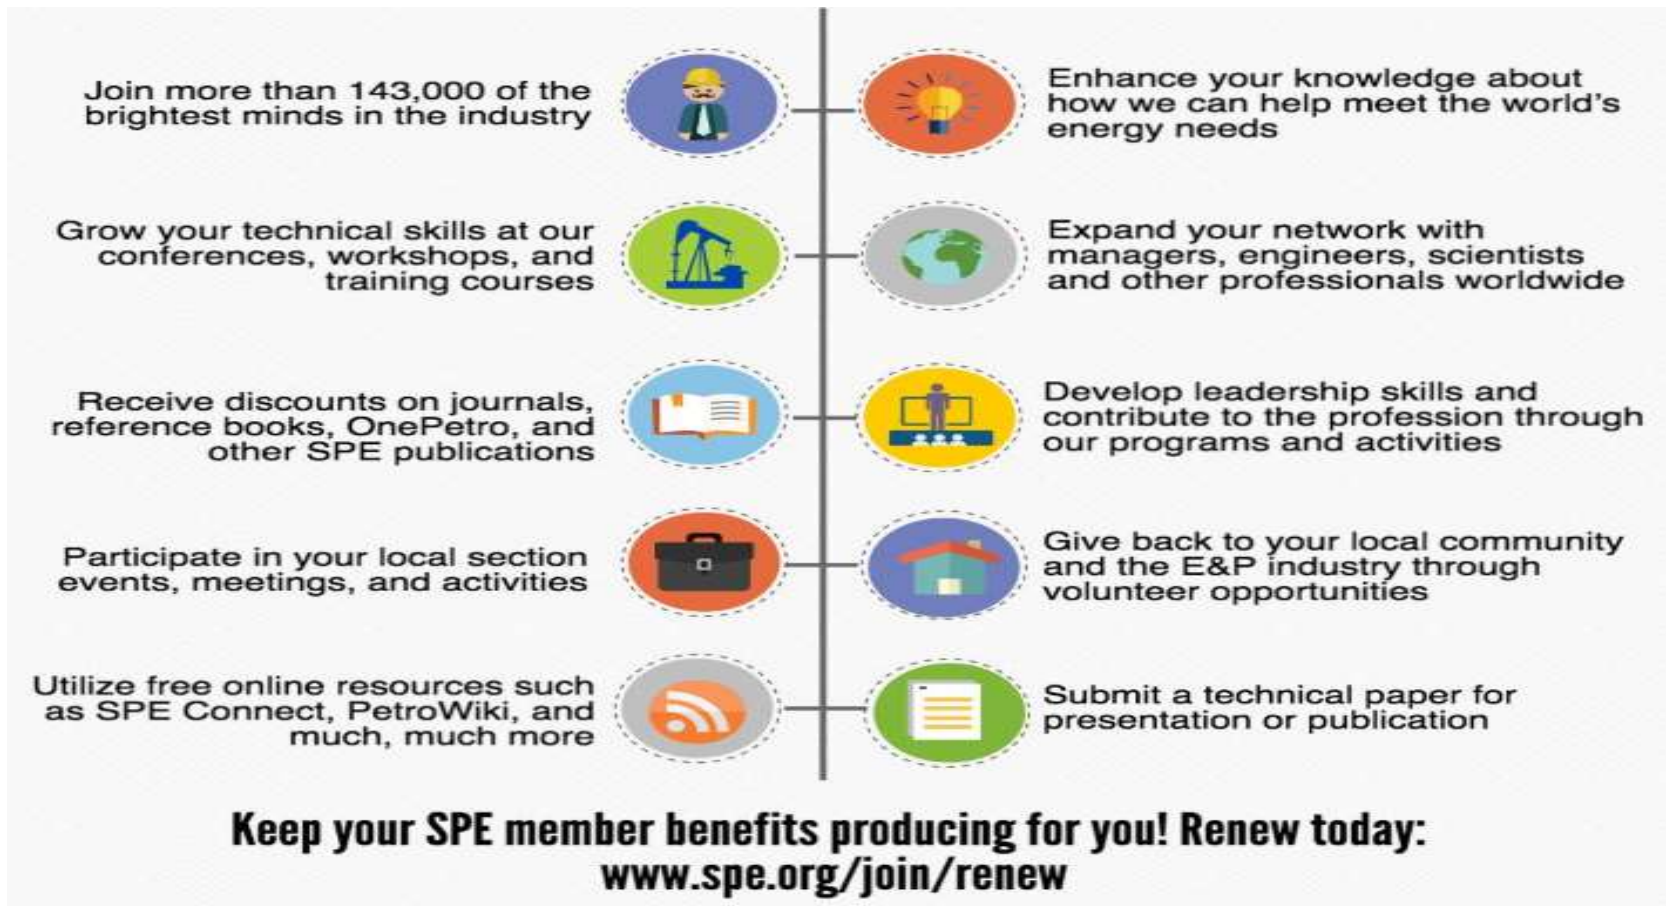 Join more than 143,000 of the
brightest minds in the industry
Enhance your knowledge about
how we can help meet the world's
energy needs
Grow your technical skills at our
conferences, workshops, and
training courses
Expand your network with
managers, engineers, scientists
and other professionals worldwide
Receive discounts on journals,
reference books, OnePetro, and
other SPE publications
Develop leadership skills and
contribute to the profession through
our programs and activities
Participate in your local section
events, meetings, and activities
Give back to your local community
and the E&P industry through
volunteer opportunities
Utilize free online resources such
as SPE Connect, PetroWiki, and
much, much more
Submit a technical paper for
presentation or publication
Keep your SPE member benefits producing for you! Renew today:
www.spe.org/join/renew